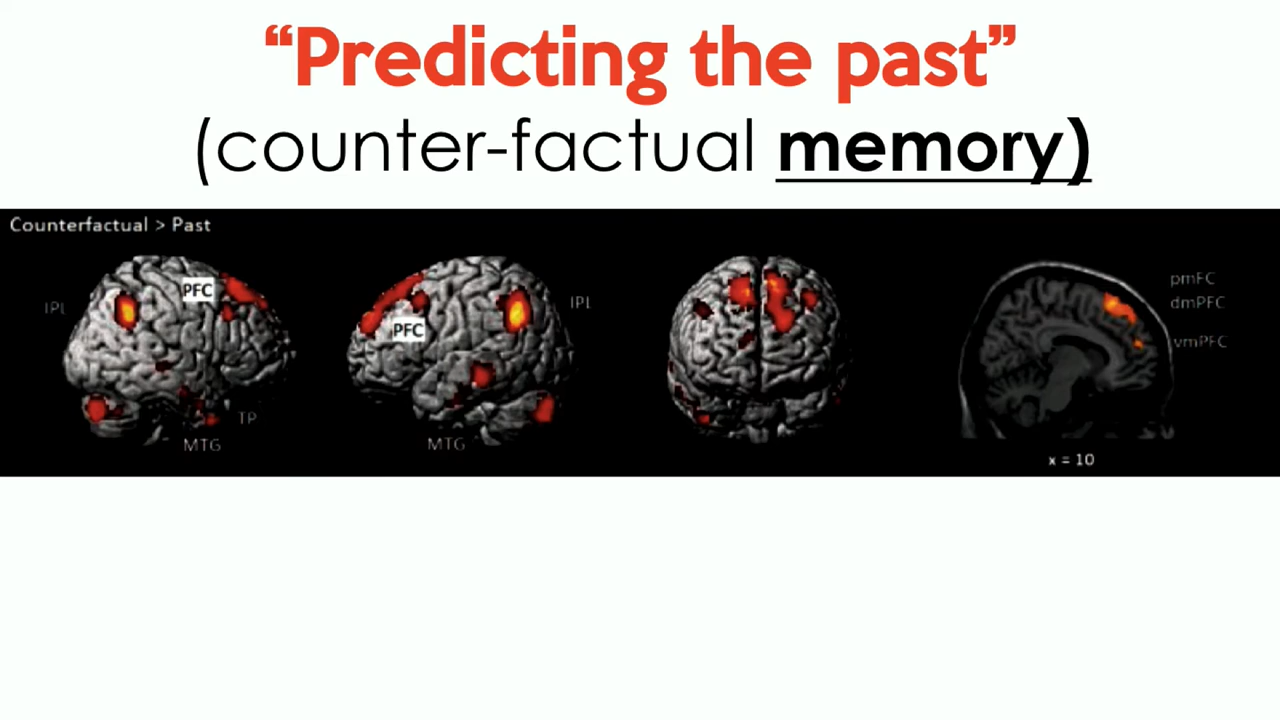 “Predicting the past”
(counter-factual memory)
Counterfactual > Past
IPL
PFC
TP
MTG
PFC
IPL
MTG
pmFC
dmPFC
vmPFC
x = 10